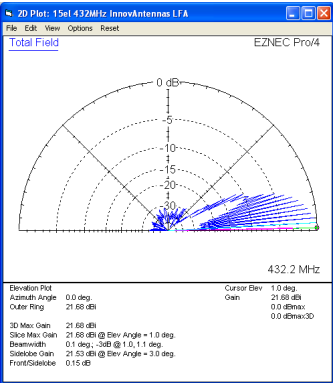 2D Plot: 15el 432MHz InnovAntennas LFA
File Edit View Options Reset
Total Field
EZNEC Pro/4
0 dB
-5
-10
-15
-20
-30
432.2 MHz
Elevation Plot
Azimuth Angle 0.0 deg.
Outer Ring 21.68 dBi
Cursor Elev 1.0 deg.
Gain 21.68 dBi
0.0 dBmax
0.0 dBmax3D
3D Max Gain 21.68 dBi
Slice Max Gain 21.68 dBi @ Elev Angle = 1.0 deg.
Beamwidth 0.1 deg.; -3dB @ 1.0, 1.1 deg.
Sidelobe Gain 21.53 dBi @ Elev Angle = 3.0 deg.
Front/Sidelobe 0.15 dB